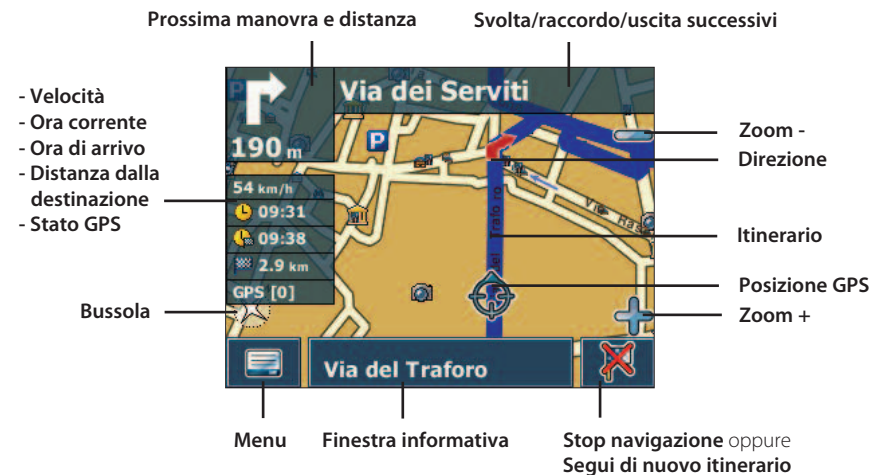 Prossima manovra e distanza
Svolta/raccordo/uscita successivi
- Velocità
- Ora corrente
- Ora di arrivo
- Distanza dalla
destinazione
- Stato GPS
Bussola
Via dei Serviti
190 m
P
P
54 km/h
09:31
09:38
2.9 km
GPS [0]
Via del Traforo
Zoom -
Direzione
Itinerario
Posizione GPS
Zoom +
Menu
Finestra informativa
Stop navigazione oppure
Segui di nuovo itinerario